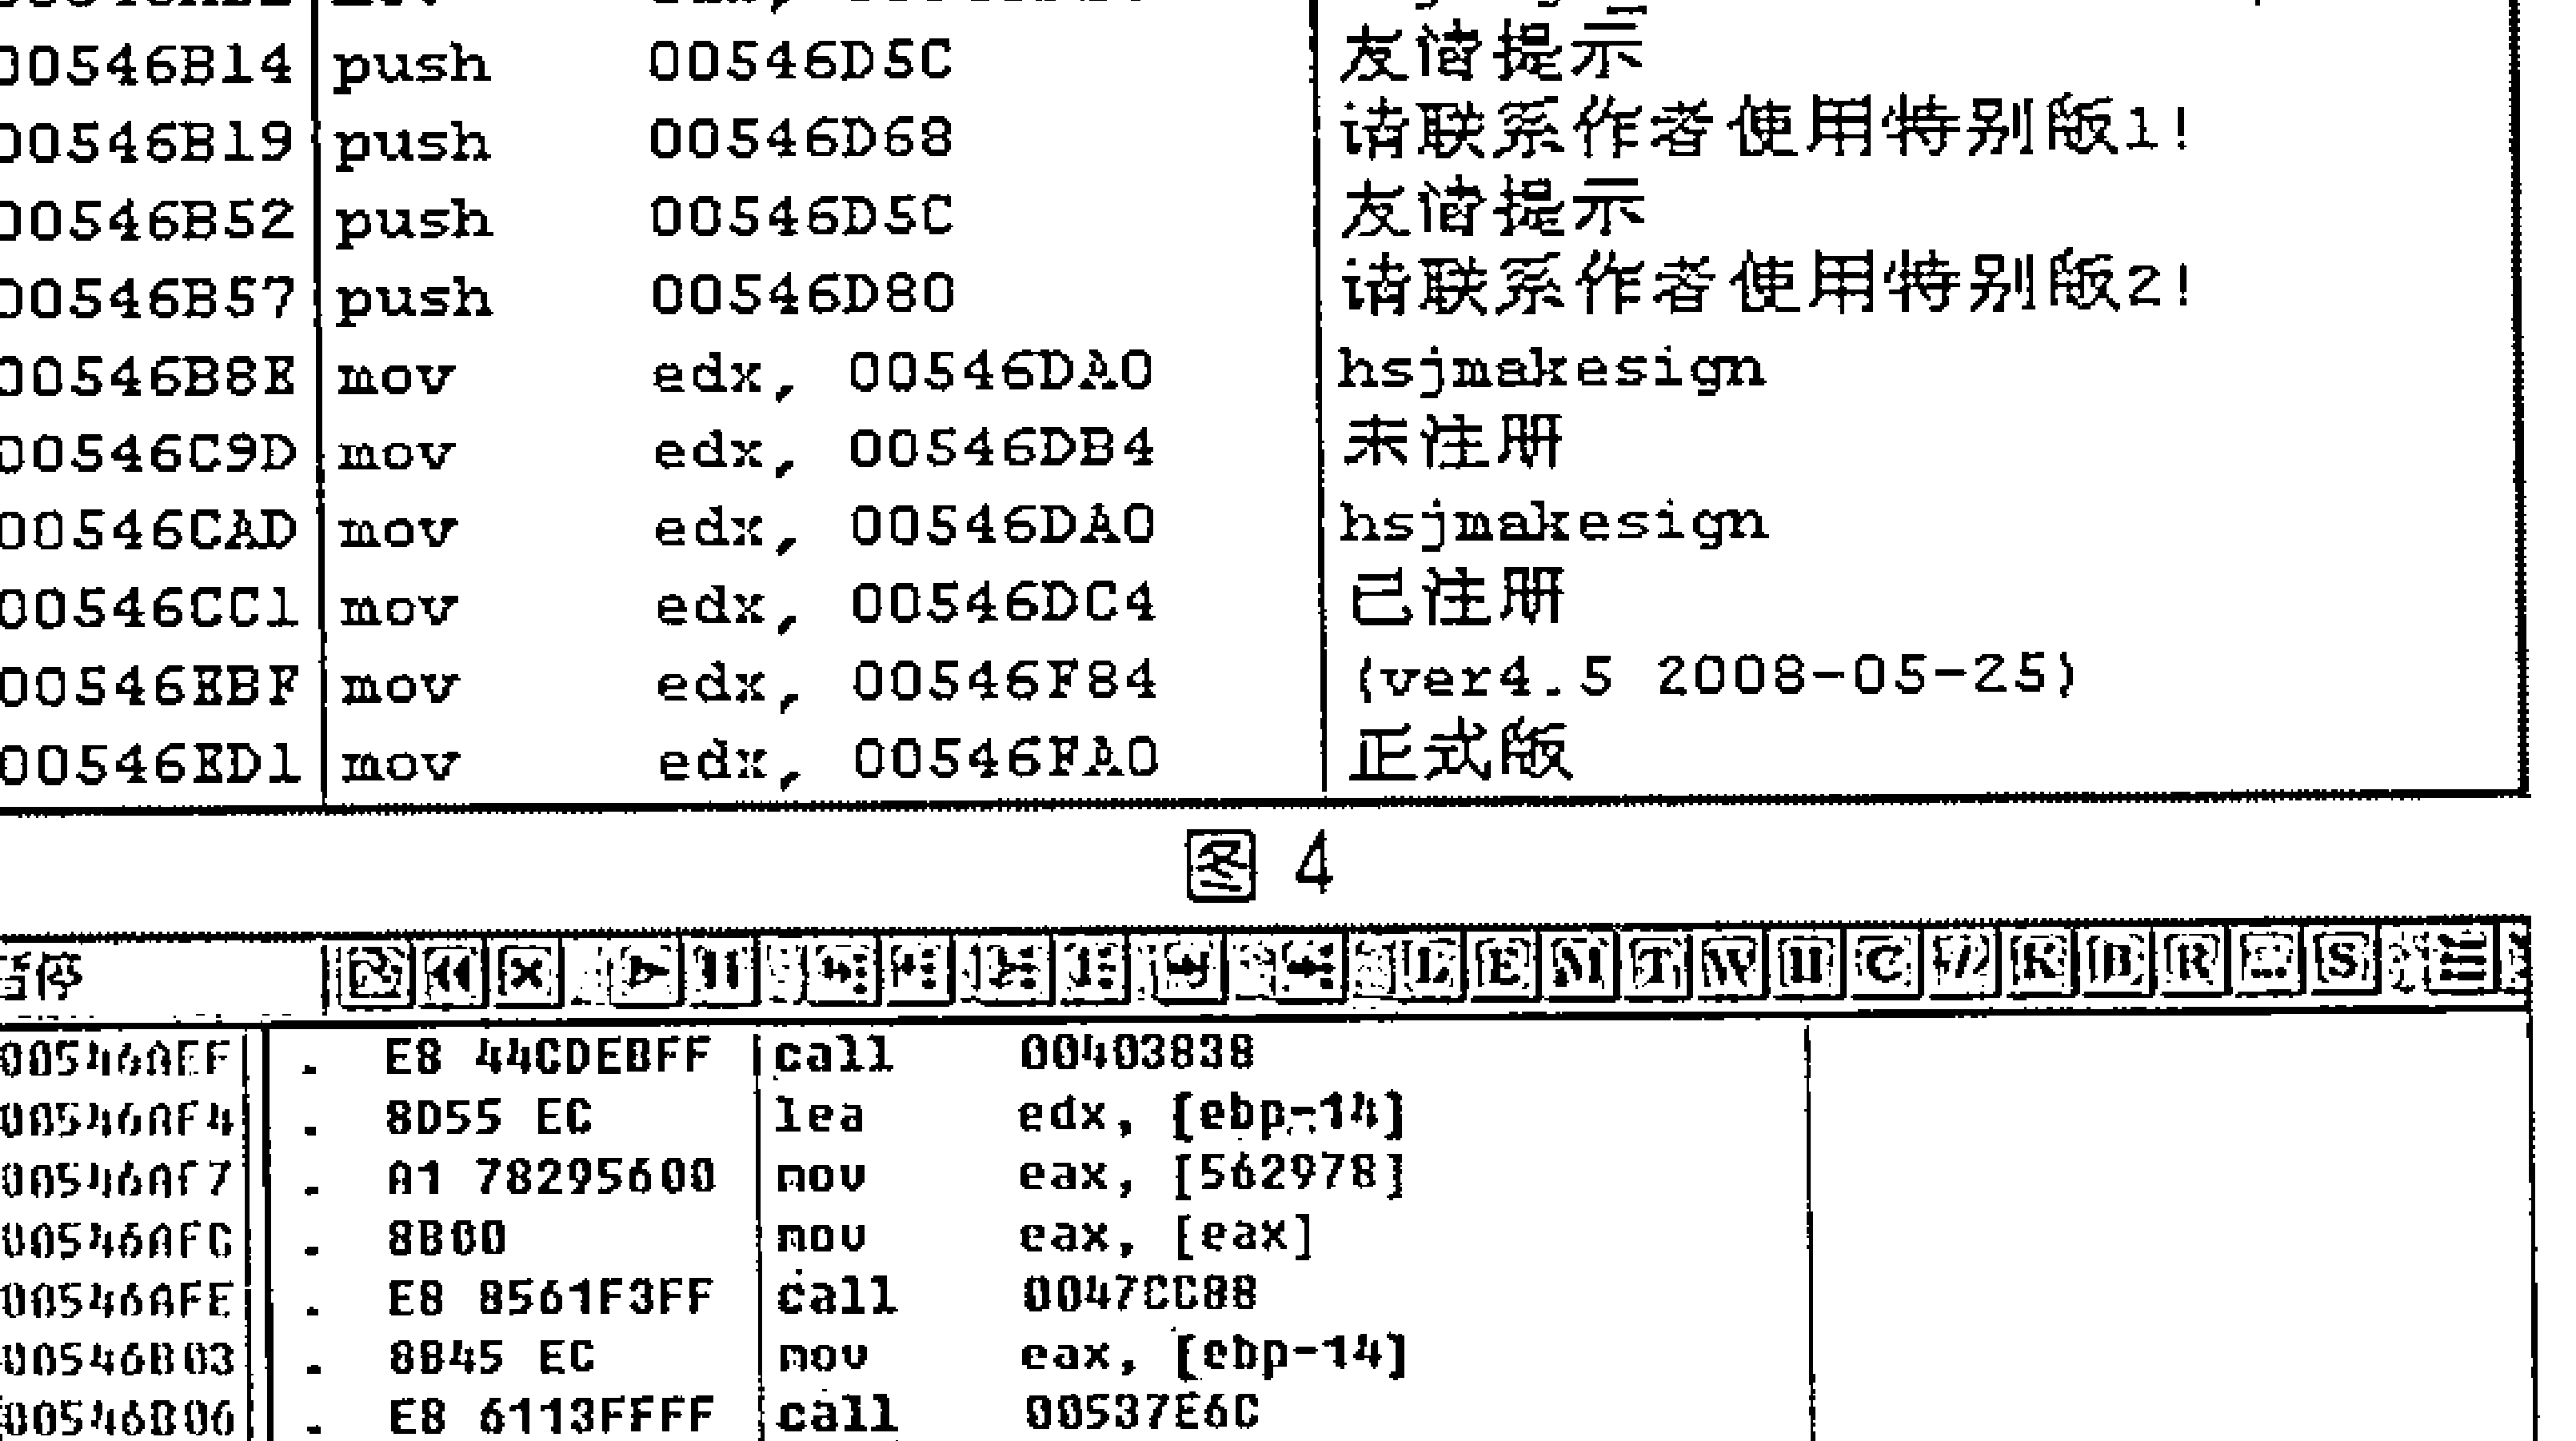 00546B14 push 00546D5C 友谐提示
00546B19 push 00546D68 请联系作者使用特别版1!
00546B52 push 00546D5C 友谐提示
00546B57 push 00546D80 请联系作者使用特别版2!
00546B8E mov edx, 00546DA0 hsjmakesign
00546C9D mov edx, 00546DB4 未注册
00546CAD mov edx, 00546DA0 hsjmakesign
00546CC1 mov edx, 00546DC4 已注册
00546EBF mov edx, 00546F84 (ver4.5 2008-05-25)
00546ED1 mov edx, 00546FA0 正式版
图 4
暂停 L E M T W H C / K B R ... S
00546AEF . E8 44CDEBFF call 00403838
00546AF4 . 8D55 EC lea edx, [ebp-14]
00546AF7 . A1 78295600 mov eax, [562978]
00546AFC . 8B00 mov eax, [eax]
00546AFE . E8 8561F3FF call 0047CC88
00546B03 . 8B45 EC mov eax, [ebp-14]
00546B06 . E8 6113FFFF call 00537E6C